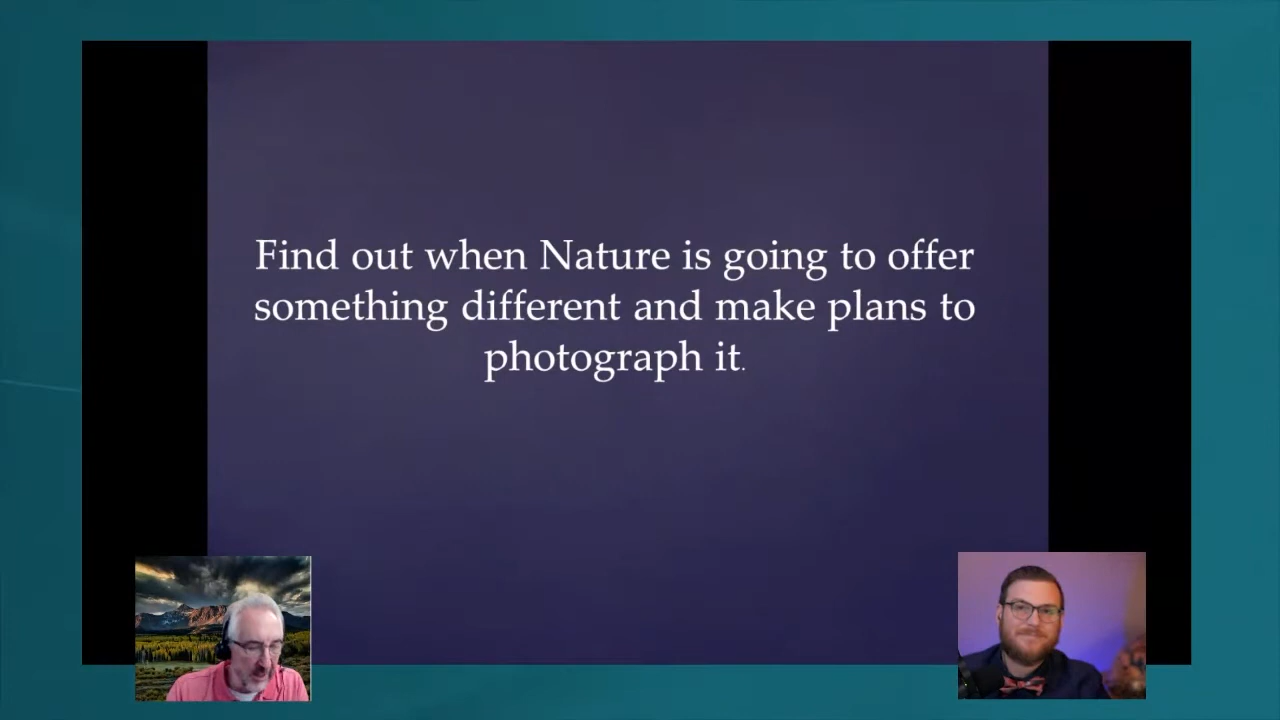 Find out when Nature is going to offer
something different and make plans to
photograph it.